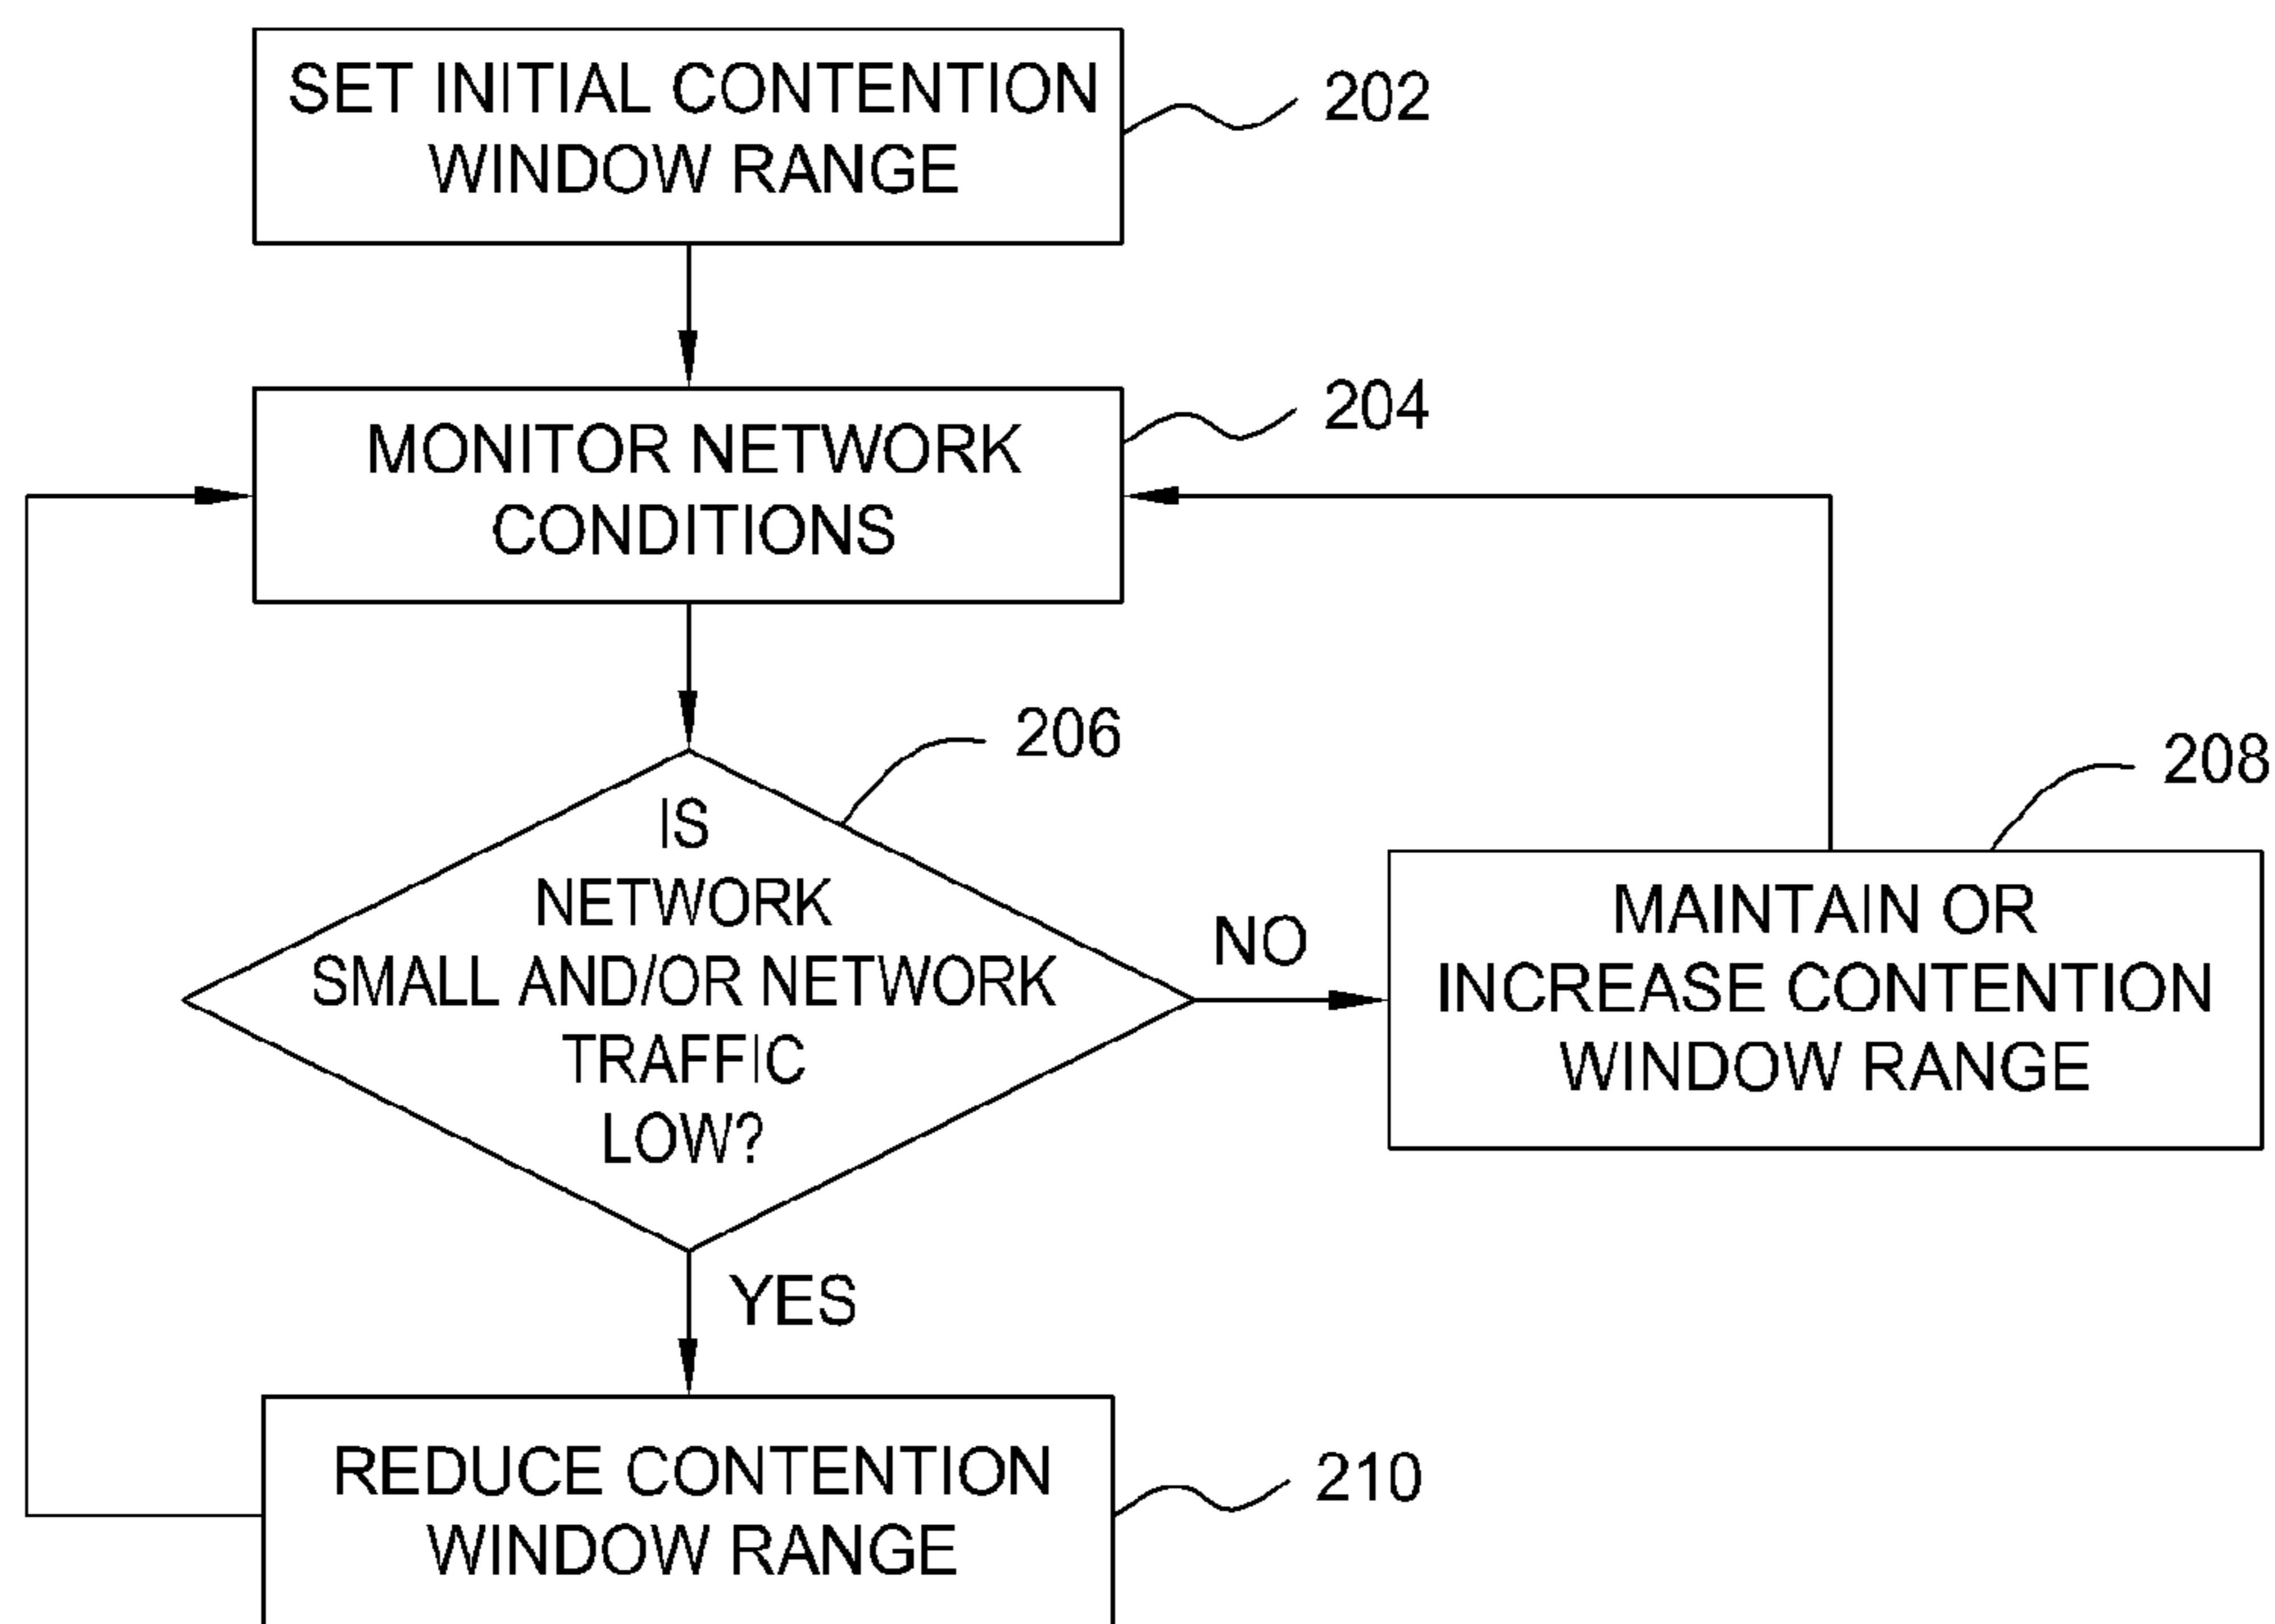 SET INITIAL CONTENTION
WINDOW RANGE
202
MONITOR NETWORK
CONDITIONS
204
IS
NETWORK
SMALL AND/OR NETWORK
TRAFFIC
LOW?
206
NO
208
MAINTAIN OR
INCREASE CONTENTION
WINDOW RANGE
YES
REDUCE CONTENTION
WINDOW RANGE
210